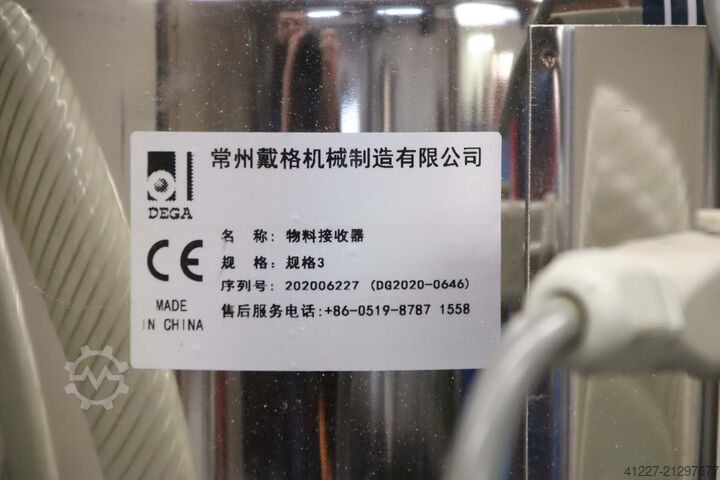 常州戴格机械制造有限公司
DEGA
名 称: 物料接收器
规 格: 规格3
序列号: 202006227 (DG2020-0646)
售后服务电话:+86-0519-8787 1558
CE
MADE
IN CHINA
41227-21297677